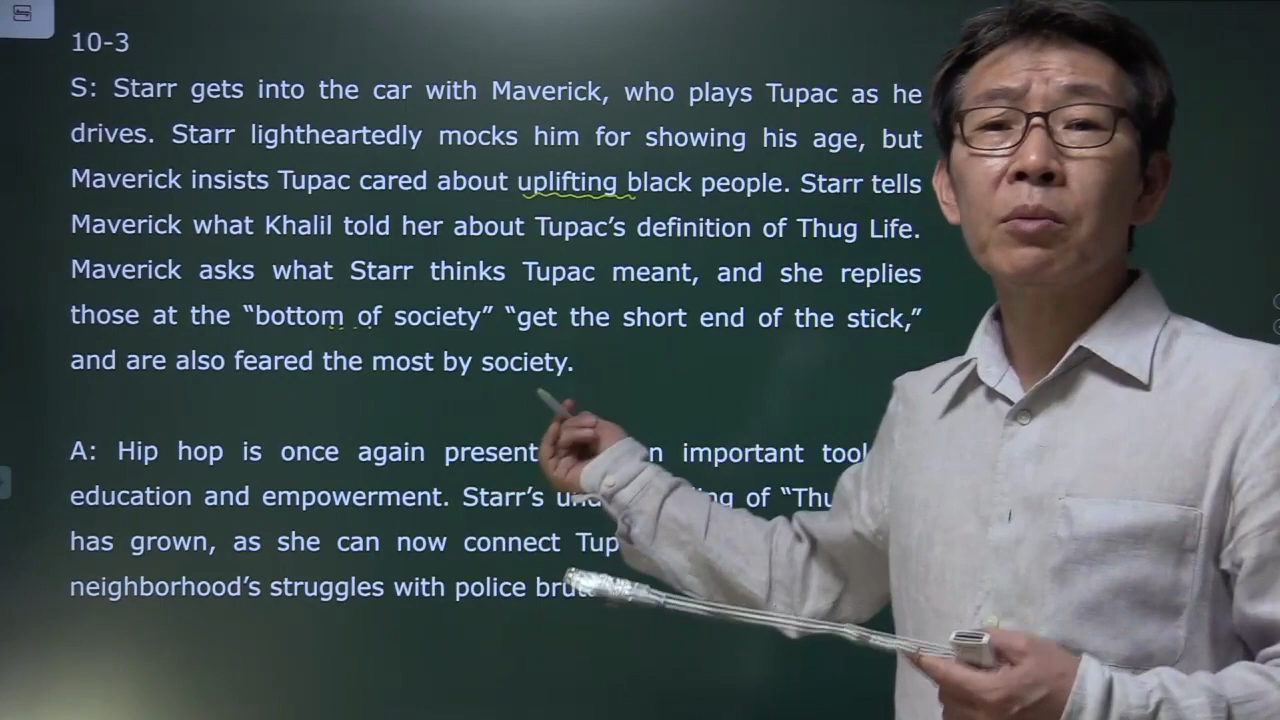 10-3
S: Starr gets into the car with Maverick, who plays Tupac as he
drives. Starr lightheartedly mocks him for showing his age, but
Maverick insists Tupac cared about uplifting black people. Starr tells
Maverick what Khalil told her about Tupac’s definition of Thug Life.
Maverick asks what Starr thinks Tupac meant, and she replies
those at the “bottom of society” “get the short end of the stick,”
and are also feared the most by society.
A: Hip hop is once again important
education and empowerment. Starr’s of
has grown, as she can now connect
neighborhood’s struggles with police